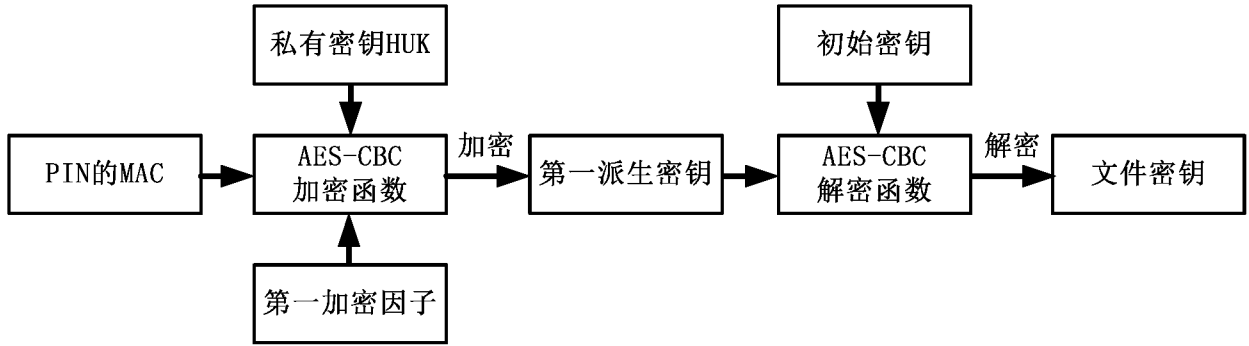 私有密钥HUK
初始密钥
PIN的MAC
AES-CBC
加密函数
加密
第一派生密钥
AES-CBC
解密函数
解密
文件密钥
第一加密因子